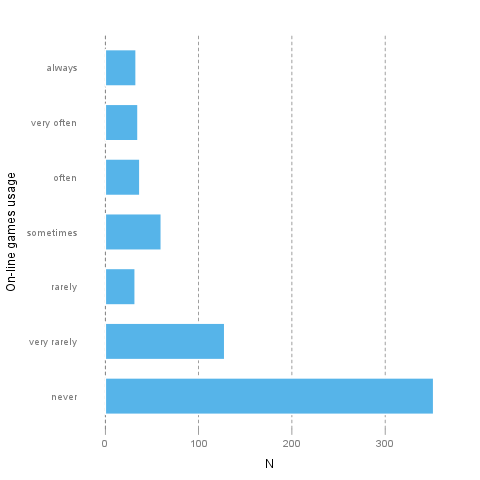 On-line games usage
always
very often
often
sometimes
rarely
very rarely
never
0 100 200 300
N